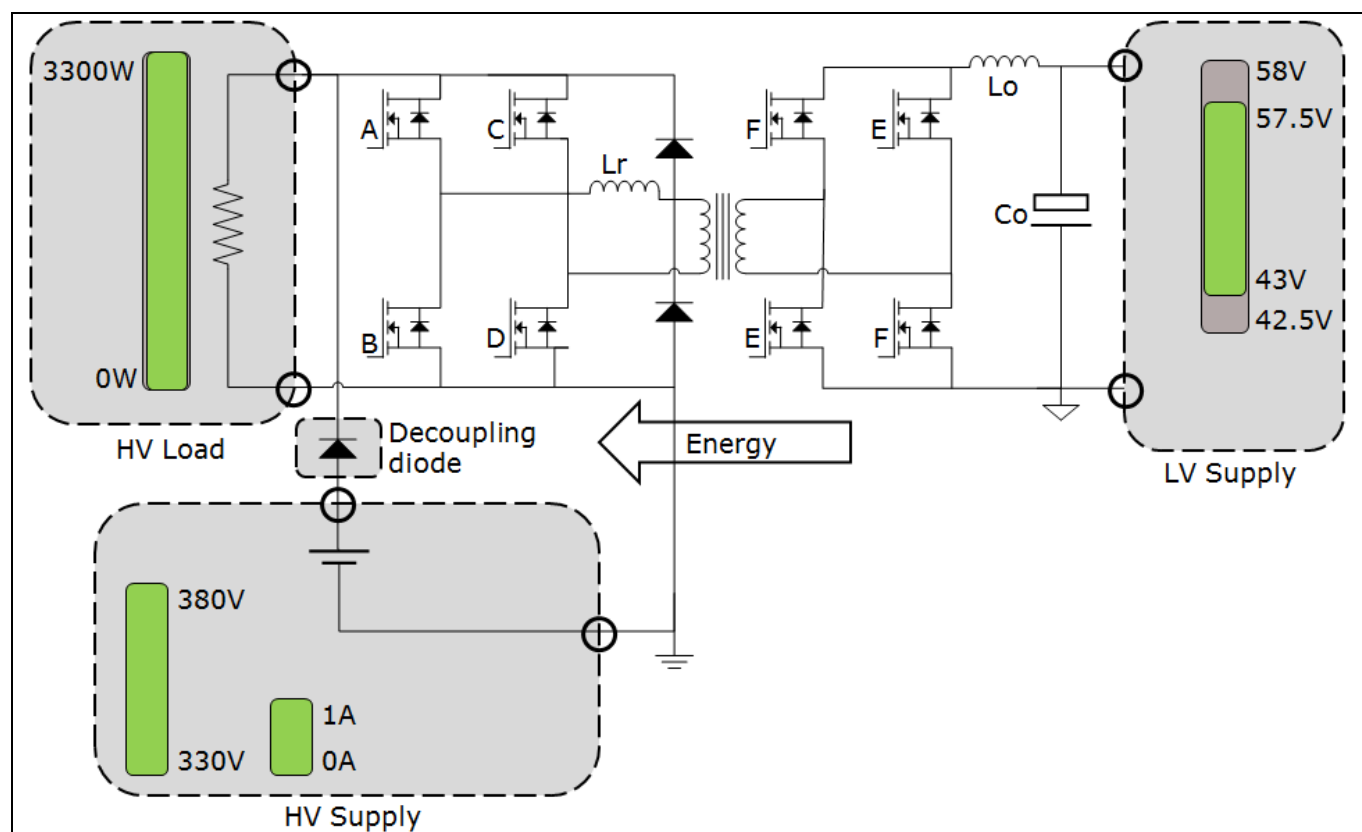 3300W
0W
HV Load
A
C
B
D
Lr
F
E
E
F
Lo
Co
58V
57.5V
43V
42.5V
LV Supply
Decoupling
diode
Energy
380V
330V
1A
0A
HV Supply